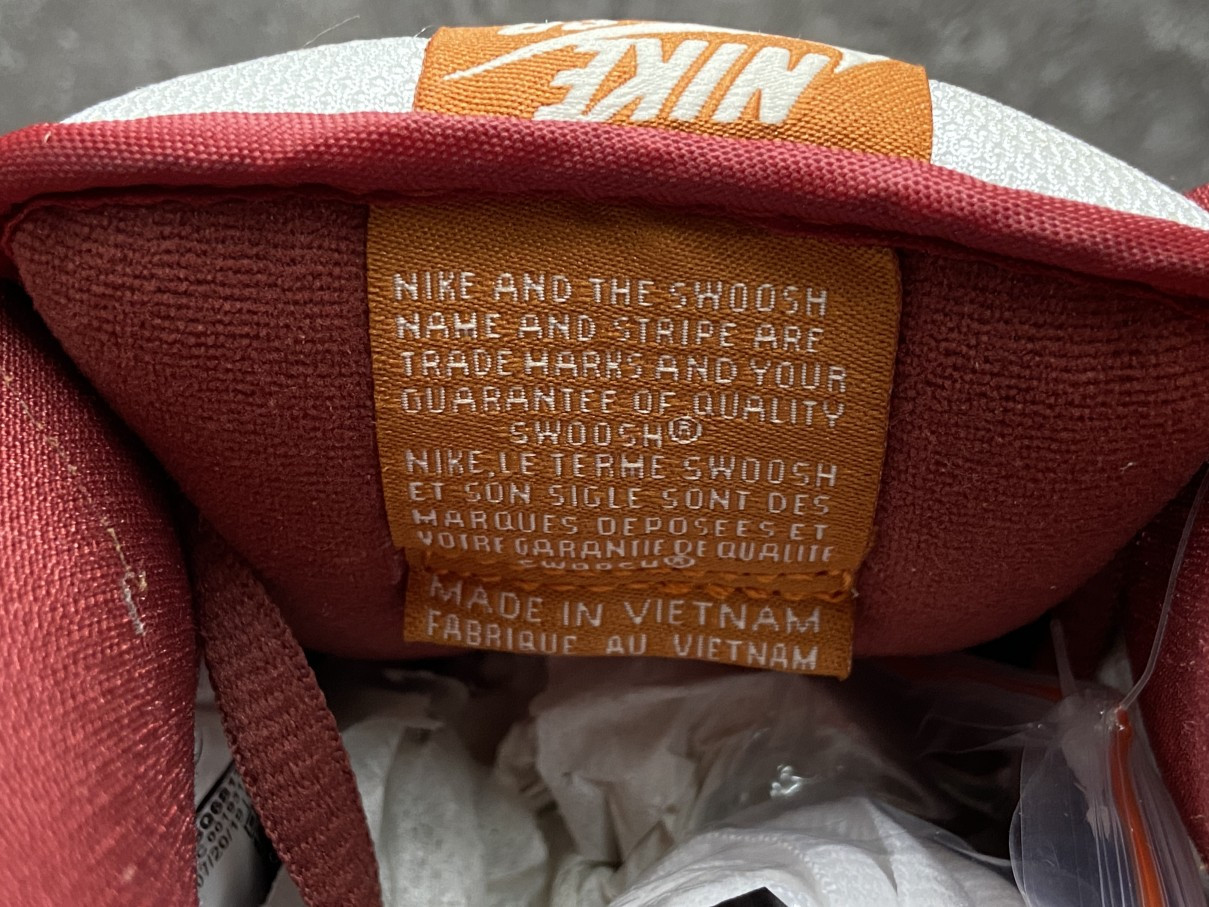 NIKE
NIKE AND THE SWOOSH
NAME AND STRIPE ARE
TRADE MARKS AND YOUR
GUARANTEE OF QUALITY
SWOOSH®
NIKE, LE TERME SWOOSH
ET SON SIGLE SONT DES
MARQUES DEPOSEES ET
VOTRE GARANTIE DE QUALITE
SWOOSH®
MADE IN VIETNAM
FABRIQUE AU VIETNAM